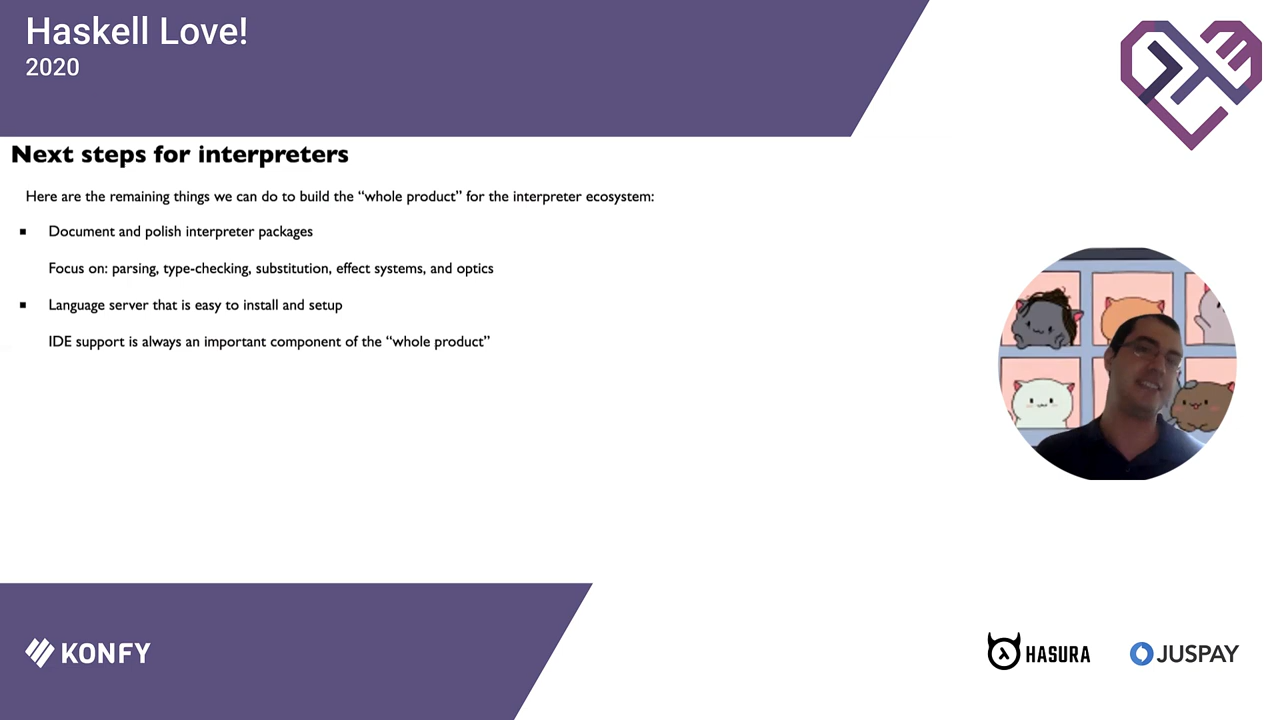 Haskell Love!
2020
Next steps for interpreters
Here are the remaining things we can do to build the “whole product” for the interpreter ecosystem:
Document and polish interpreter packages
Focus on: parsing, type-checking, substitution, effect systems, and optics
Language server that is easy to install and setup
IDE support is always an important component of the “whole product”
KONFY
HASURA
JUSPAY